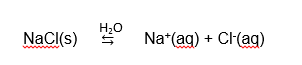 H₂O
NaCl(s) ⇆ Na⁺(aq) + Cl⁻(aq)